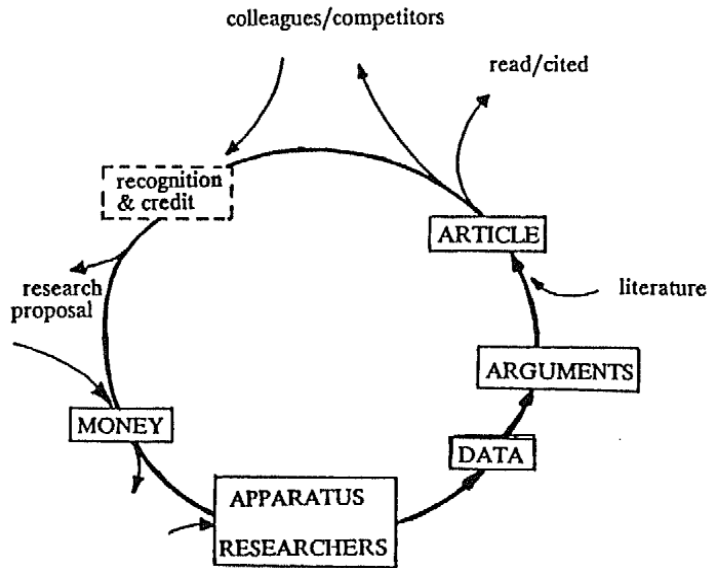 colleagues/competitors
read/cited
recognition
& credit
ARTICLE
research
proposal
literature
ARGUMENTS
MONEY
DATA
APPARATUS
RESEARCHERS